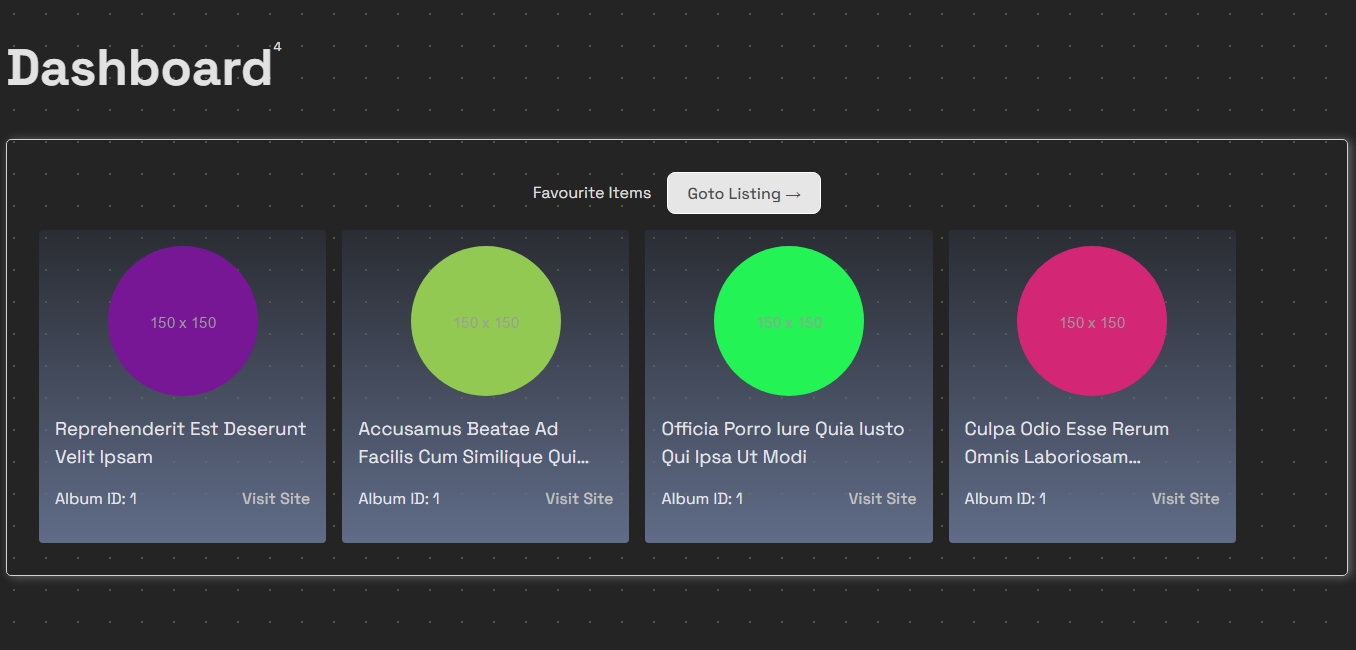 Dashboard4
Favourite Items Goto Listing →
150 x 150
150 x 150
150 x 150
150 x 150
Reprehenderit Est Deserunt
Velit Ipsam
Album ID: 1 Visit Site
Accusamus Beatae Ad
Facilis Cum Similique Qui...
Album ID: 1 Visit Site
Officia Porro Iure Quia Iusto
Qui Ipsa Ut Modi
Album ID: 1 Visit Site
Culpa Odio Esse Rerum
Omnis Laboriosam...
Album ID: 1 Visit Site